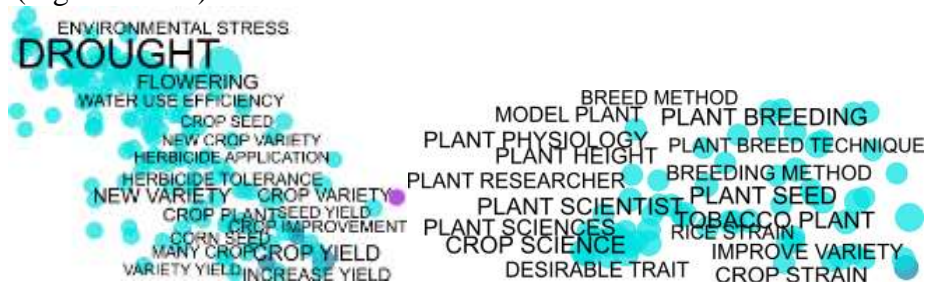 ENVIRONMENTAL STRESS
DROUGHT
FLOWERING
WATER USE EFFICIENCY
CROP SEED
NEW CROP VARIETY
HERBICIDE APPLICATION
HERBICIDE TOLERANCE
NEW VARIETY
CROP VARIETY
CROP PLANT
SEED YIELD
CROP IMPROVEMENT
CORN SEED
MANY CROP
CROP YIELD
VARIETY YIELD
INCREASE YIELD
BREED METHOD
MODEL PLANT
PLANT BREEDING
PLANT PHYSIOLOGY
PLANT BREED TECHNIQUE
PLANT HEIGHT
PLANT RESEARCHER
BREEDING METHOD
PLANT SCIENTIST
PLANT SEED
PLANT SCIENCES
TOBACCO PLANT
RICE STRAIN
CROP SCIENCE
IMPROVE VARIETY
DESIRABLE TRAIT
CROP STRAIN